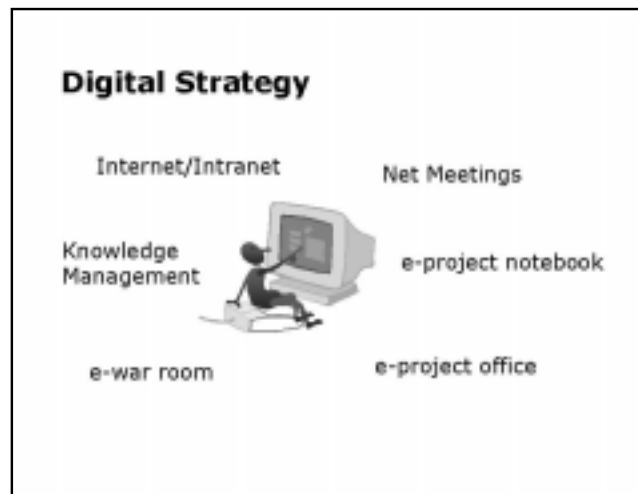 Digital Strategy
Internet/Intranet
Net Meetings
Knowledge
Management
e-project notebook
e-war room
e-project office